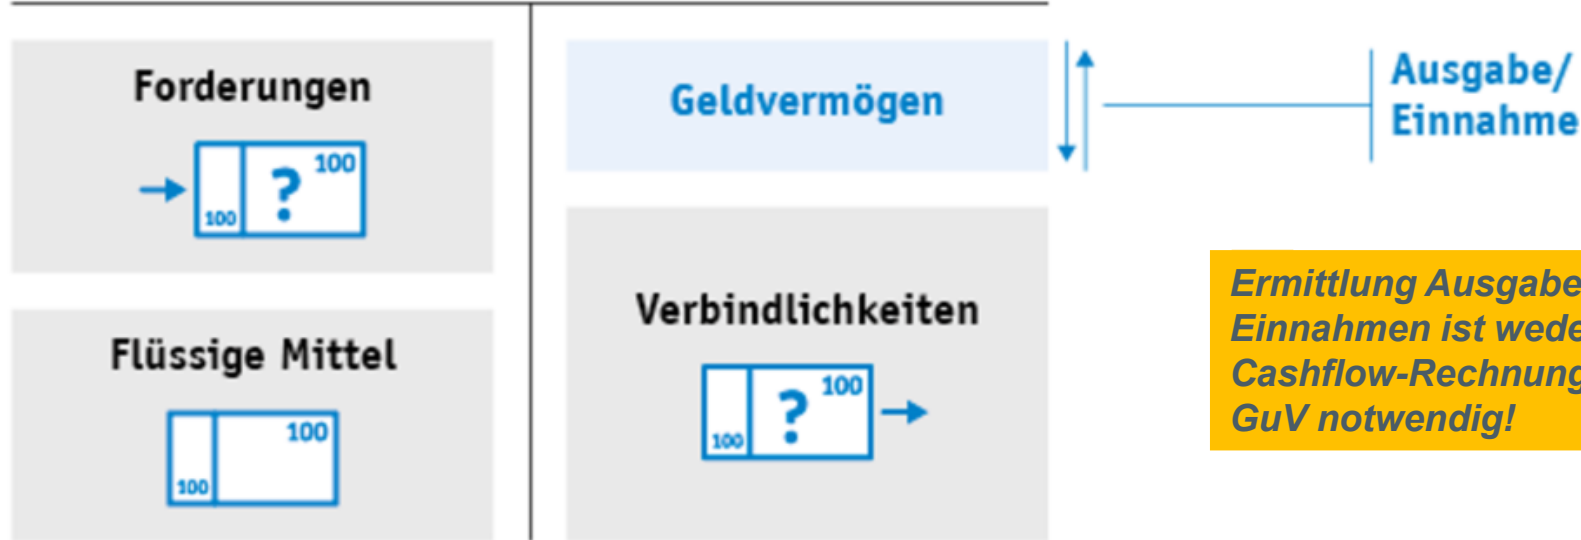 Forderungen
100
?
100
Flüssige Mittel
100
100
Geldvermögen
Verbindlichkeiten
100
?
100
Ausgabe/
Einnahme
Ermittlung Ausgabe
Einnahmen ist
Cashflow-Rechnung
GuV notwendig!